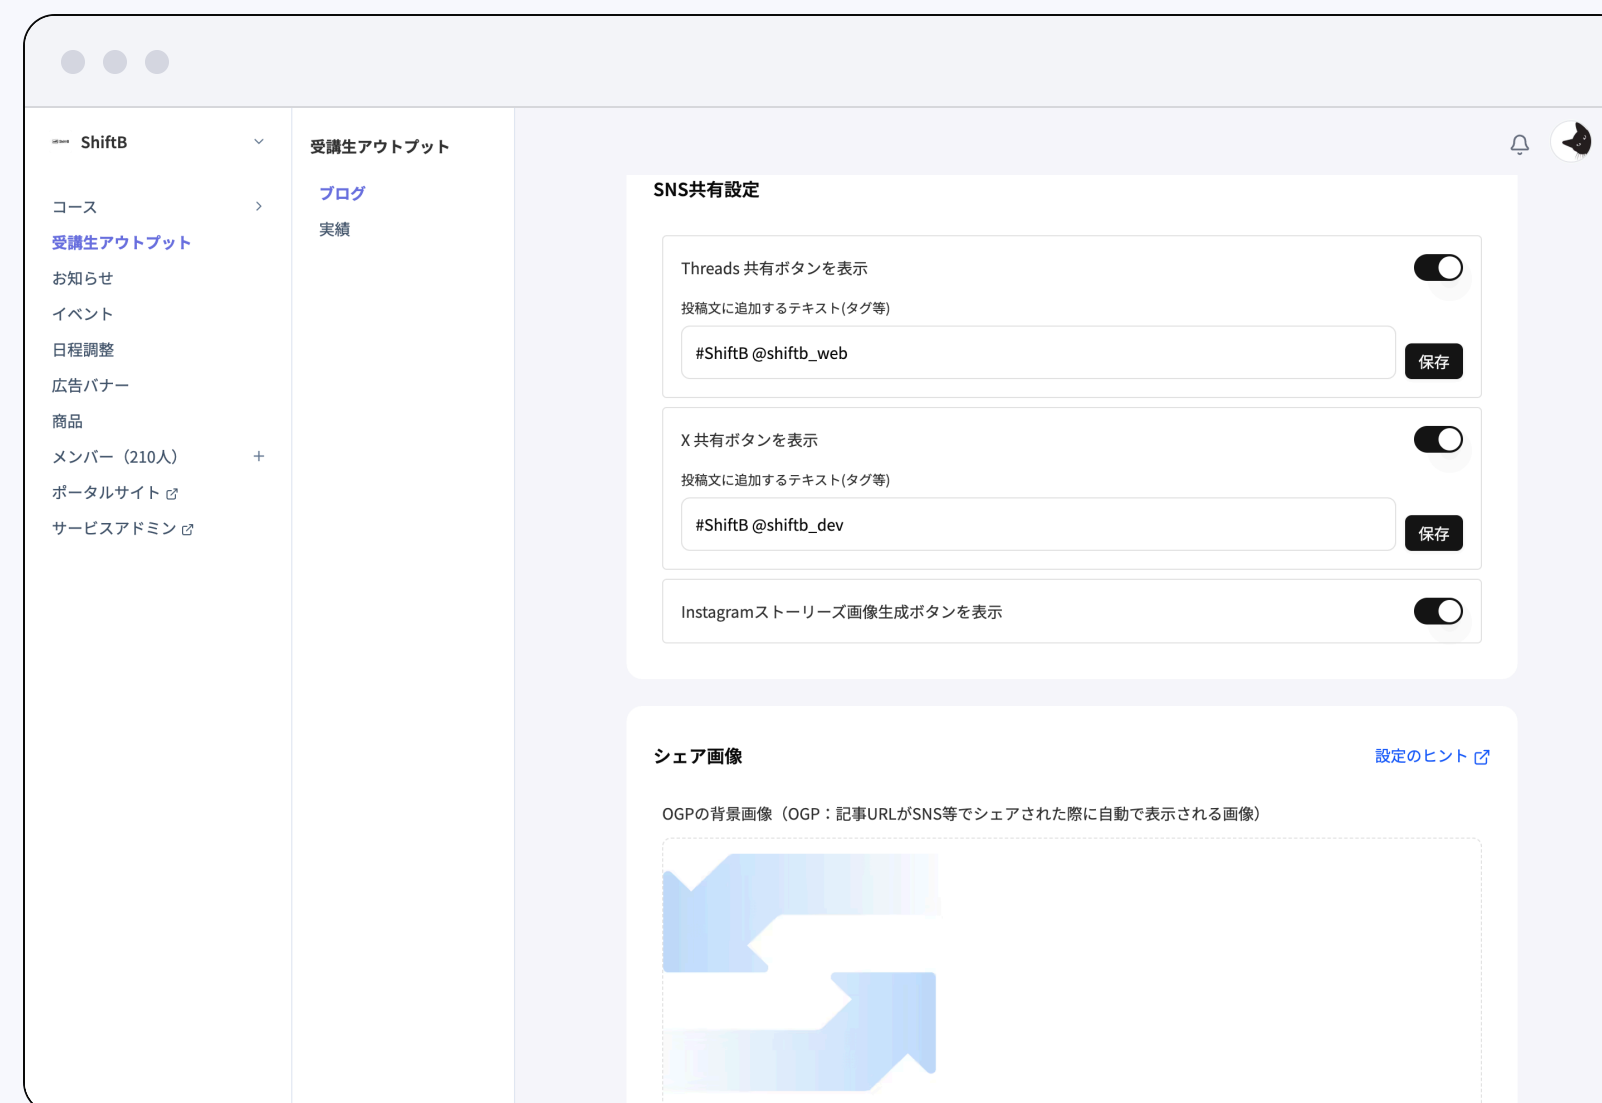 ShiftB
コース
受講生アウトプット
お知らせ
イベント
日程調整
広告バナー
商品
メンバー（210人）
ポータルサイト
サービスアドミン
受講生アウトプット
ブログ
実績
SNS共有設定
Threads 共有ボタンを表示
投稿文に追加するテキスト(タグ等)
#ShiftB @shiftb_web
保存
X 共有ボタンを表示
投稿文に追加するテキスト(タグ等)
#ShiftB @shiftb_dev
保存
Instagramストーリーズ画像生成ボタンを表示
シェア画像
設定のヒント
OGPの背景画像（OGP：記事URLがSNS等でシェアされた際に自動で表示される画像）